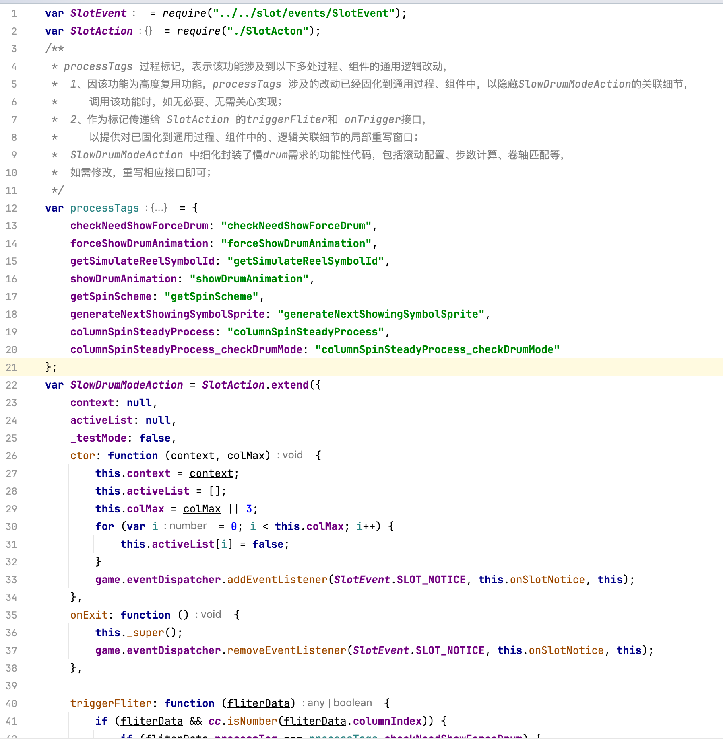 1 var SlotEvent : = require("../../slot/events/SlotEvent");
2 var SlotAction :{} = require("./SlotActon");
3 /**
4 * processTags 过程标记，表示该功能涉及到以下多处过程、组件的通用逻辑改动，
5 * 1、因该功能为高度复用功能，processTags 涉及的改动已经固化到通用过程、组件中，以隐藏SlowDrumModeAction的关联细节，
6 * 调用该功能时，如无必要、无需关心实现；
7 * 2、作为标记传递给 SlotAction 的triggerFliter和 onTrigger接口，
8 * 以提供对已固化到通用过程、组件中的、逻辑关联细节的局部重写窗口；
9 * SlowDrumModeAction 中细化封装了慢drum需求的功能性代码，包括滚动配置、步数计算、卷轴匹配等，
10 * 如需修改，重写相应接口即可；
11 */
12 var processTags :{...} = {
13 checkNeedShowForceDrum: "checkNeedShowForceDrum",
14 forceShowDrumAnimation: "forceShowDrumAnimation",
15 getSimulateReelSymbolId: "getSimulateReelSymbolId",
16 showDrumAnimation: "showDrumAnimation",
17 getSpinScheme: "getSpinScheme",
18 generateNextShowingSymbolSprite: "generateNextShowingSymbolSprite",
19 columnSpinSteadyProcess: "columnSpinSteadyProcess",
20 columnSpinSteadyProcess_checkDrumMode: "columnSpinSteadyProcess_checkDrumMode"
21 };
22 var SlowDrumModeAction = SlotAction.extend({
23 context: null,
24 activeList: null,
25 _testMode: false,
26 ctor: function (context, colMax) :void {
27 this.context = context;
28 this.activeList = [];
29 this.colMax = colMax || 3;
30 for (var i :number = 0; i < this.colMax; i++) {
31 this.activeList[i] = false;
32 }
33 game.eventDispatcher.addEventListener(SlotEvent.SLOT_NOTICE, this.onSlotNotice, this);
34 },
35 onExit: function () :void {
36 this._super();
37 game.eventDispatcher.removeEventListener(SlotEvent.SLOT_NOTICE, this.onSlotNotice, this);
38 },
39
40 triggerFliter: function (fliterData) :any | boolean {
41 if (fliterData && cc.isNumber(fliterData.columnIndex)) {